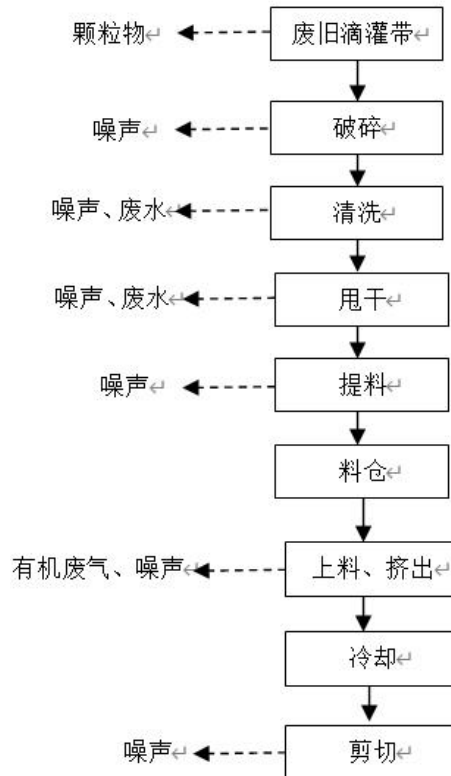 颗粒物 废旧滴灌带
噪声 破碎
噪声、废水 清洗
噪声、废水 甩干
噪声 提料
料仓
有机废气、噪声 上料、挤出
冷却
噪声 剪切